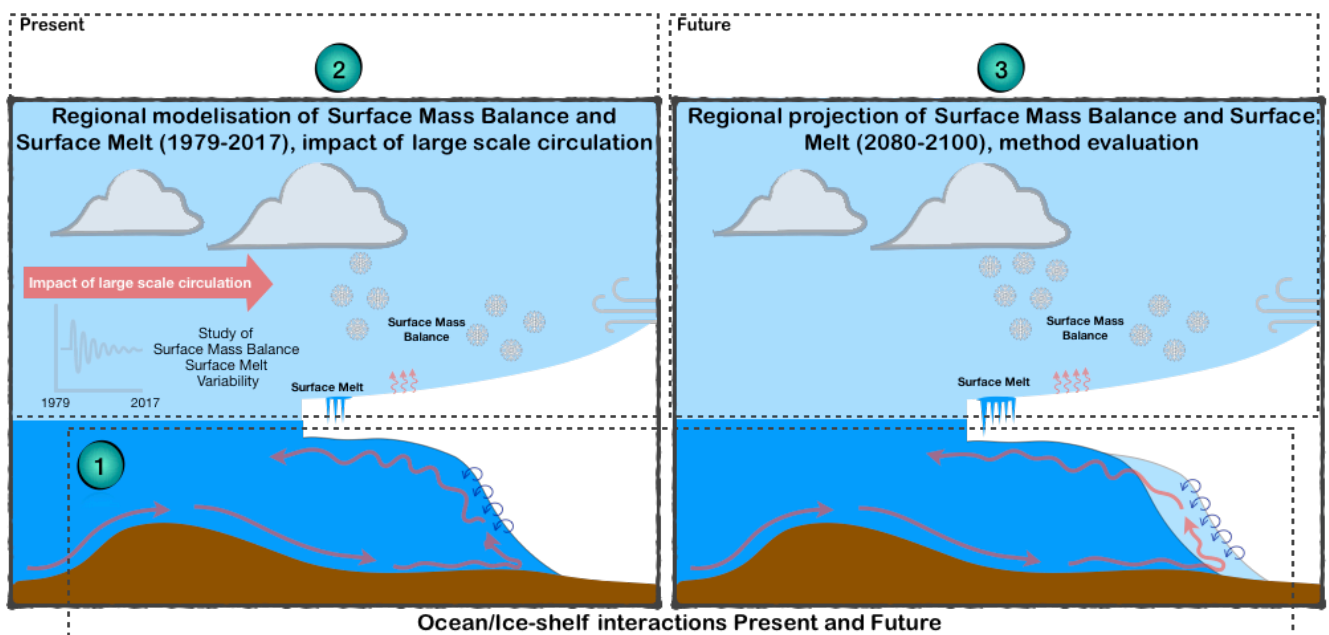 Present
2
Regional modelisation of Surface Mass Balance and
Surface Melt (1979-2017), impact of large scale circulation
Impact of large scale circulation
Study of
Surface Mass Balance
Surface Melt
Variability
1979
2017
Surface Mass
Balance
Surface Melt
1
Future
3
Regional projection of Surface Mass Balance and Surface
Melt (2080-2100), method evaluation
Surface Mass
Balance
Surface Melt
Ocean/Ice-shelf interactions Present and Future